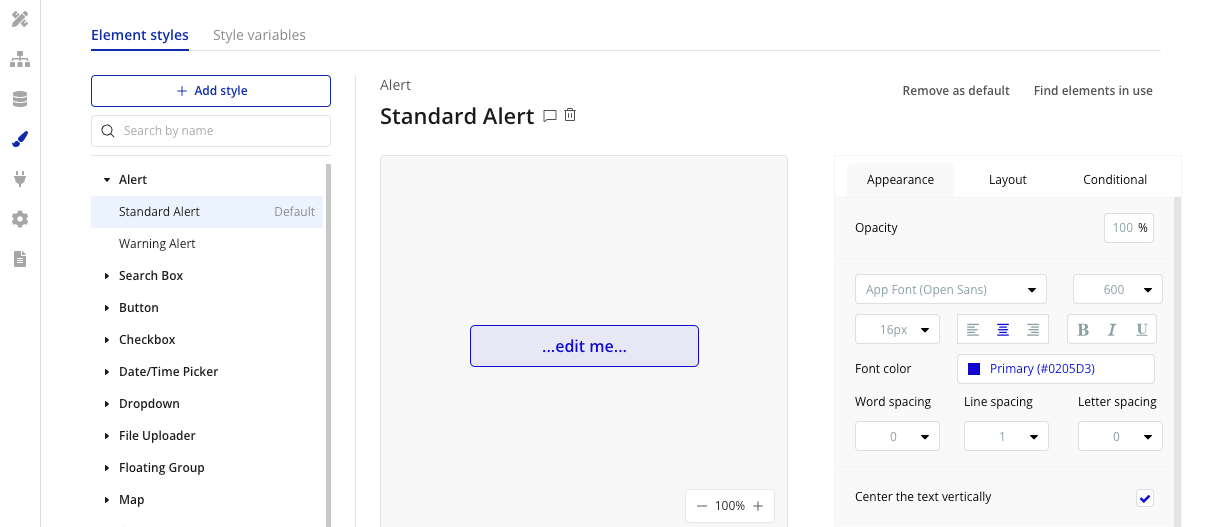 Element styles
Style variables
Add style
Search by name
Alert
Standard Alert Default
Warning Alert
Search Box
Button
Checkbox
Date/Time Picker
Dropdown
File Uploader
Floating Group
Map
Alert
Standard Alert
Remove as default
Find elements in use
...edit me...
100%
Appearance
Layout
Conditional
Opacity
100 %
App Font (Open Sans)
600
16px
B I U
Font color
Primary (#0205D3)
Word spacing
Line spacing
Letter spacing
0
1
0
Center the text vertically